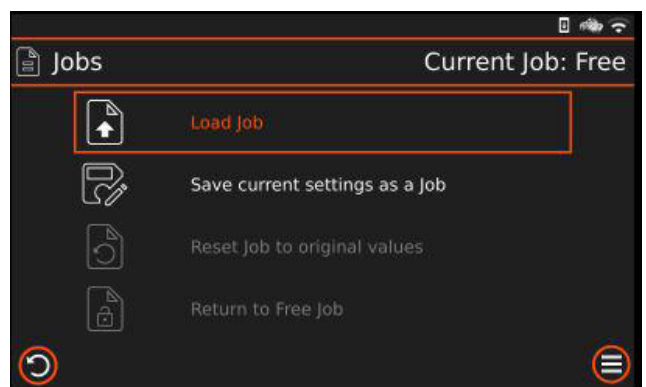 Jobs
Current Job: Free
Load Job
Save current settings as a Job
Reset Job to original values
Return to Free Job